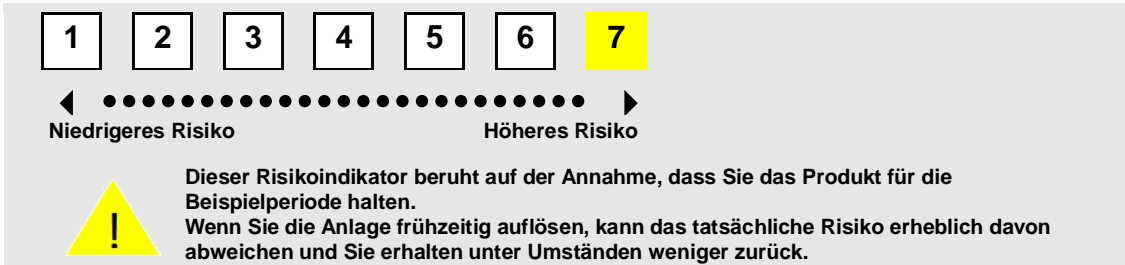 1 2 3 4 5 6 7
Niedrigeres Risiko Höheres Risiko
Dieser Risikoindikator beruht auf der Annahme, dass Sie das Produkt für die
Beispielperiode halten.
Wenn Sie die Anlage frühzeitig auflösen, kann das tatsächliche Risiko erheblich davon
abweichen und Sie erhalten unter Umständen weniger zurück.
!